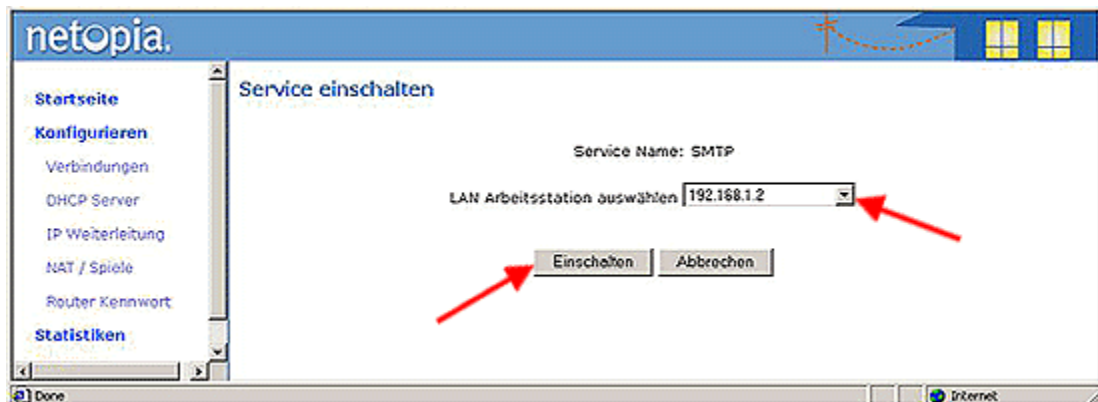 netopia.
Startseite
Konfigurieren
Verbindungen
DHCP Server
IP Weiterleitung
NAT / Spiele
Router Kennwort
Statistiken
Service einschalten
Service Name: SMTP
LAN Arbeitsstation auswählen 192.168.1.2
Einschalten Abbrechen
Done Internet